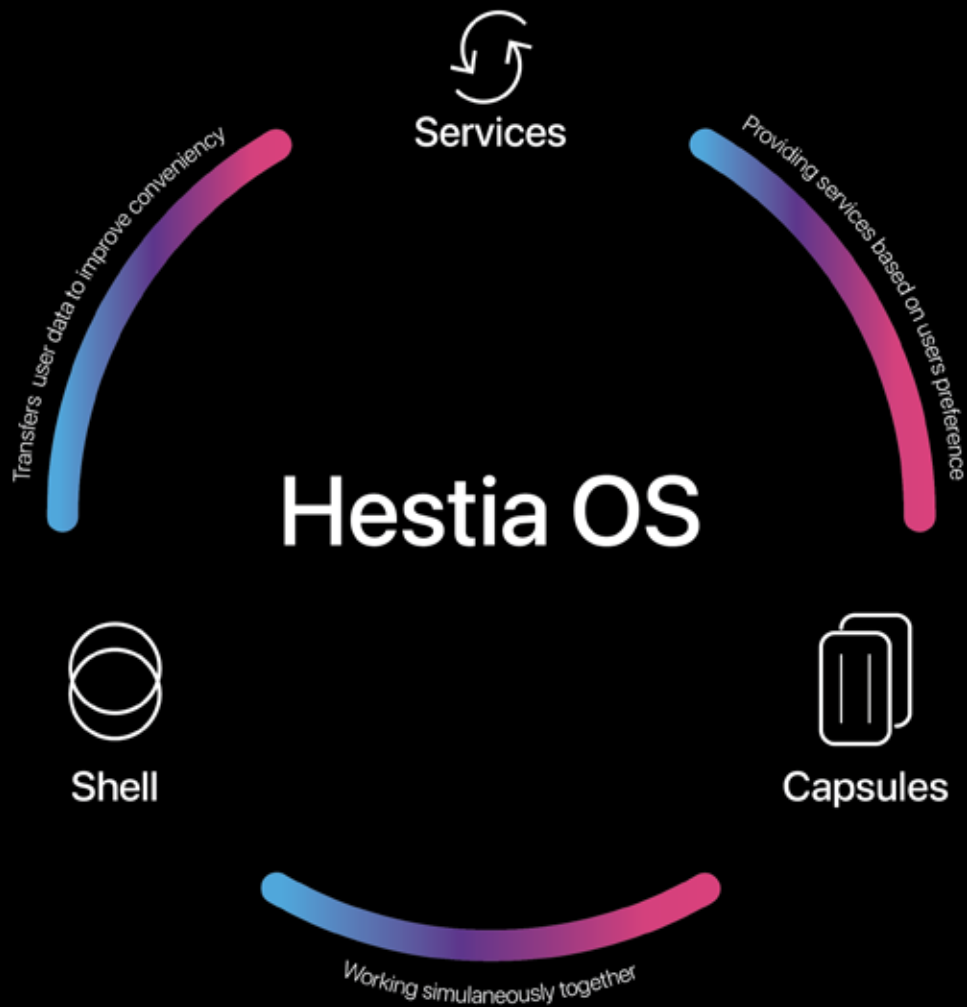 Services
Transfers user data to improve conveniency
Providing services based on users preference
Hestia OS
Shell
Capsules
Working simulaneously together